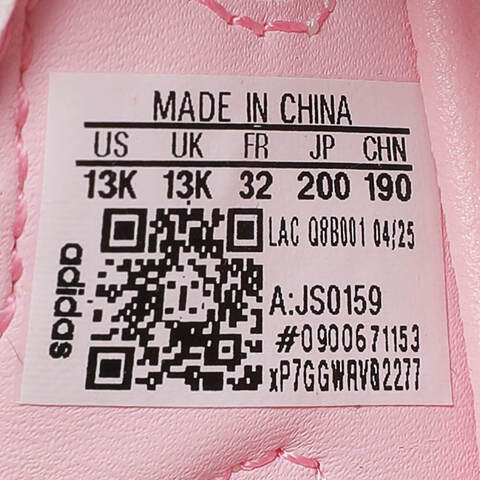 MADE IN CHINA
US UK FR JP CHN
13K 13K 32 200 190
LAC Q8B001 04/25
adidas
A:JS0159
#0900671153